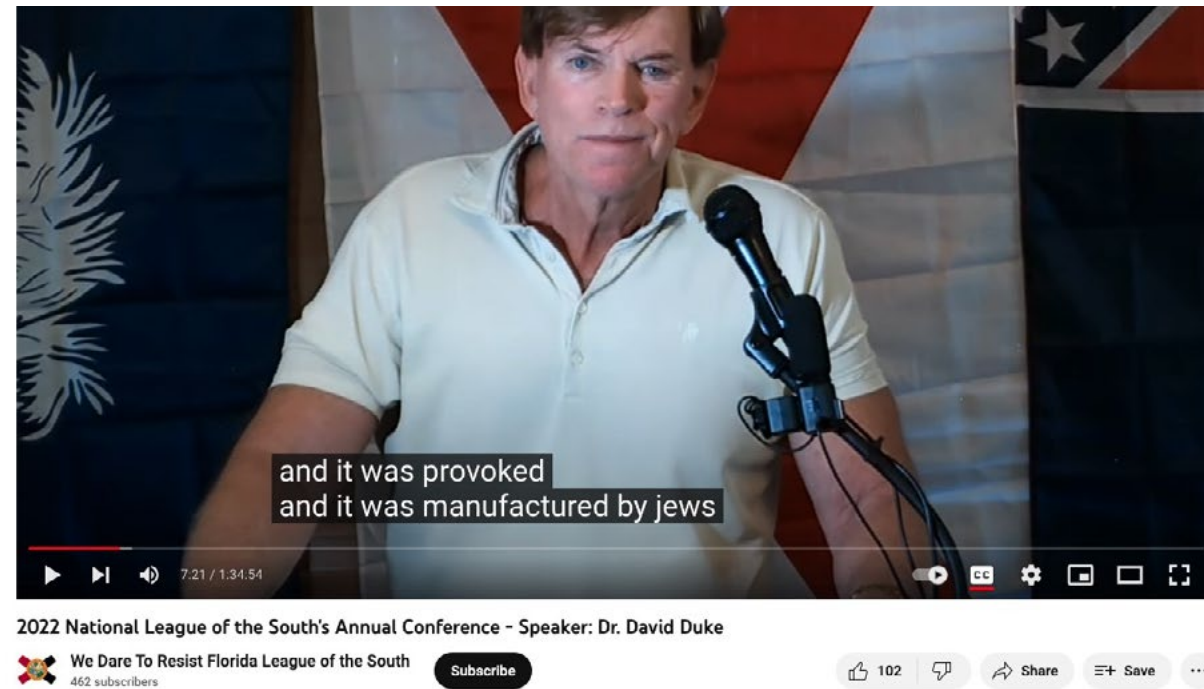 and it was provoked
and it was manufactured by jews
7:21 / 1:34:54
CC
2022 National League of the South's Annual Conference - Speaker: Dr. David Duke
We Dare To Resist Florida League of the South
Subscribe
102
Share
Save
462 subscribers